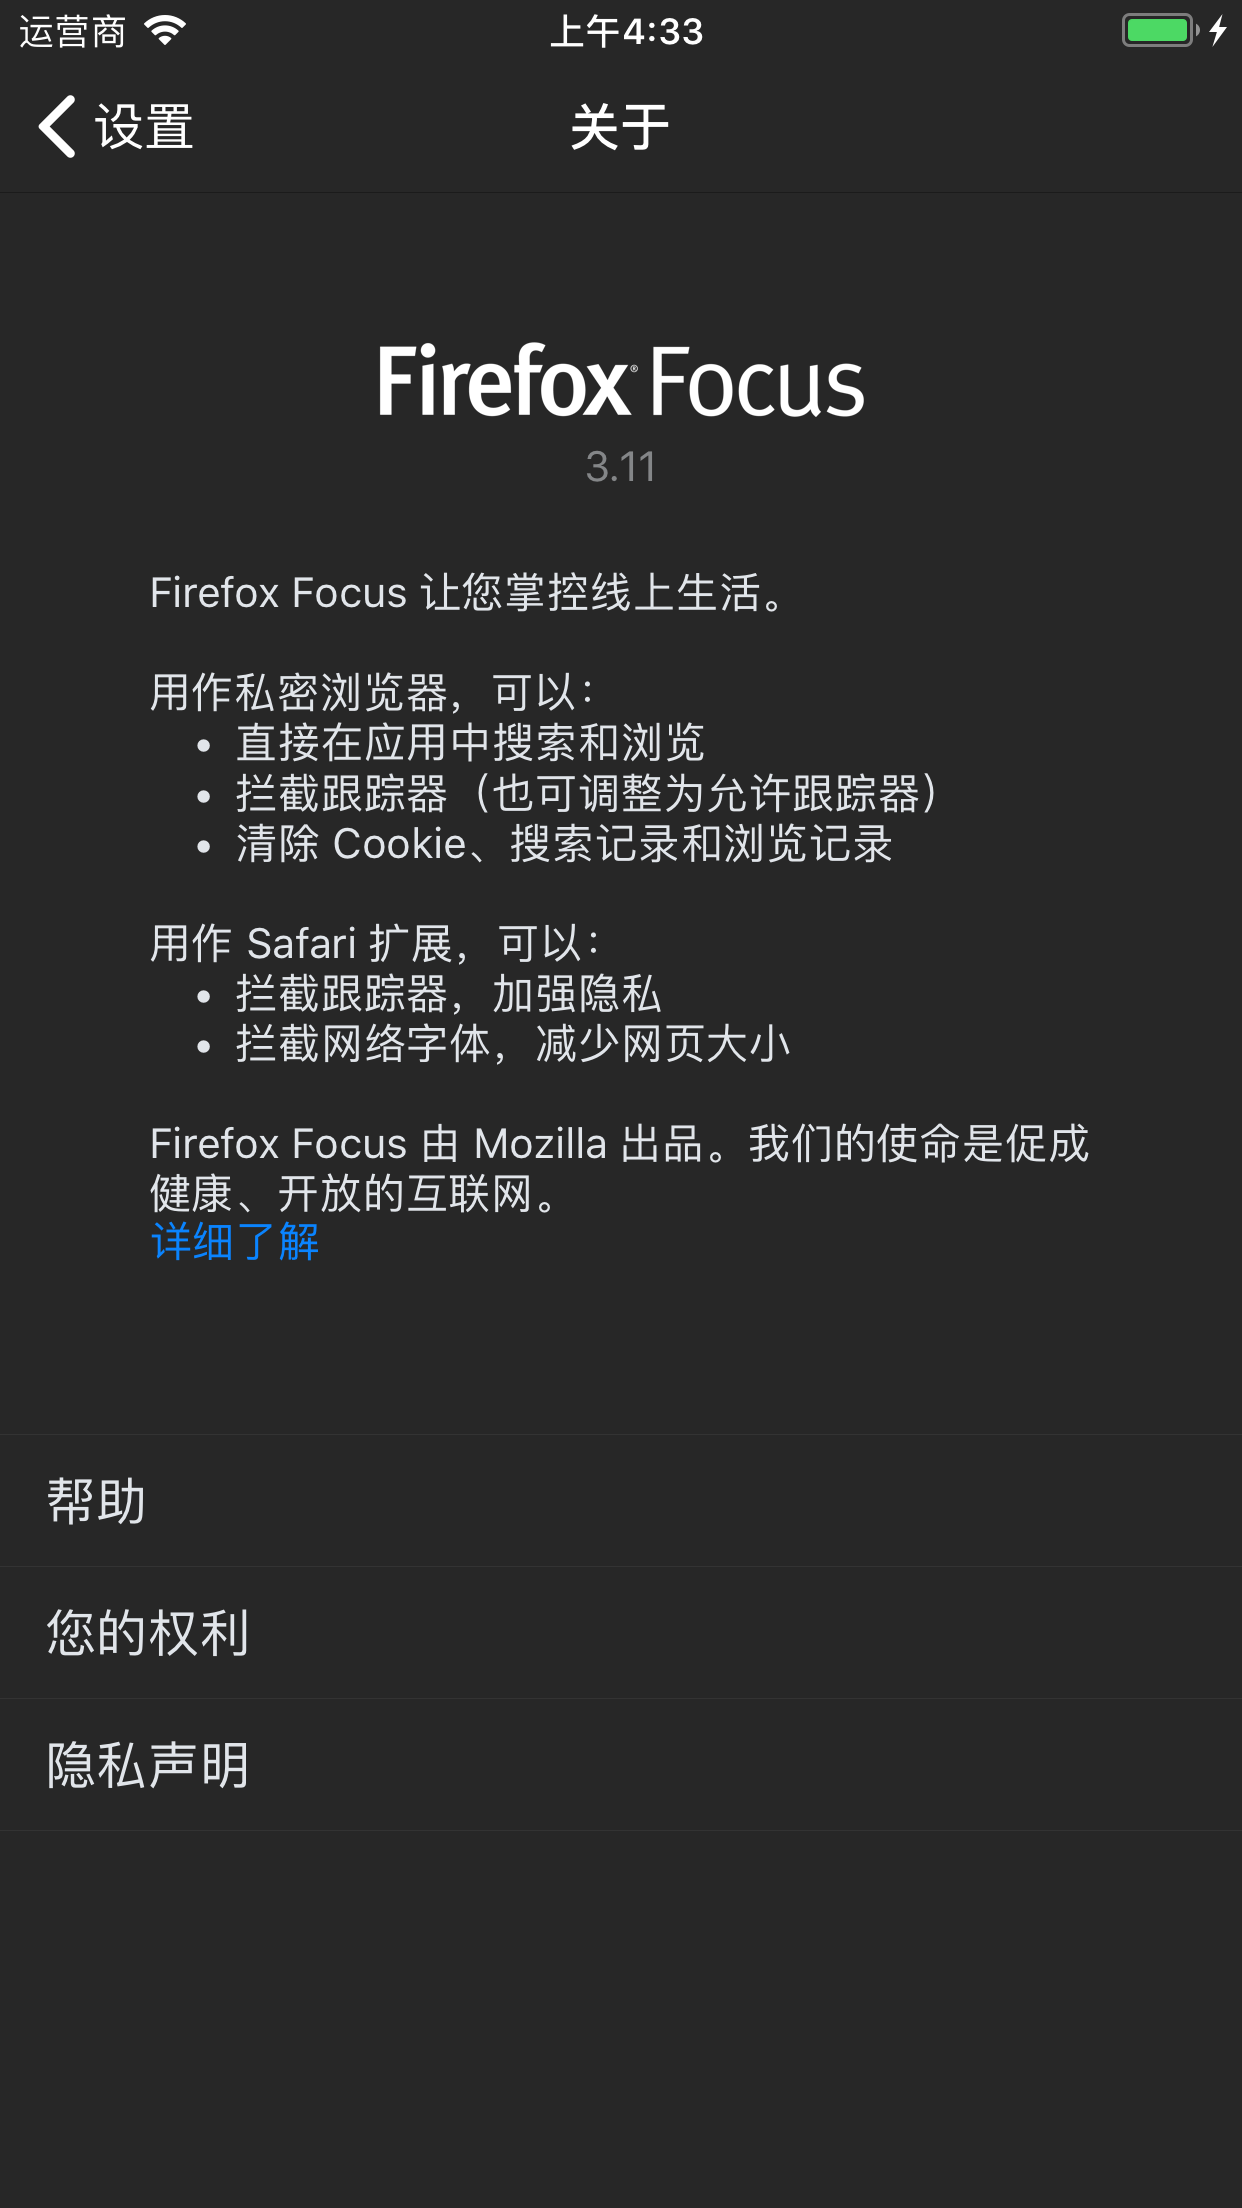 运营商
上午4:33
设置
关于
Firefox® Focus
3.11
Firefox Focus 让您掌控线上生活。
用作私密浏览器，可以：
• 直接在应用中搜索和浏览
• 拦截跟踪器（也可调整为允许跟踪器）
• 清除 Cookie、搜索记录和浏览记录
用作 Safari 扩展，可以：
• 拦截跟踪器，加强隐私
• 拦截网络字体，减少网页大小
Firefox Focus 由 Mozilla 出品。我们的使命是促成
健康、开放的互联网。
详细了解
帮助
您的权利
隐私声明